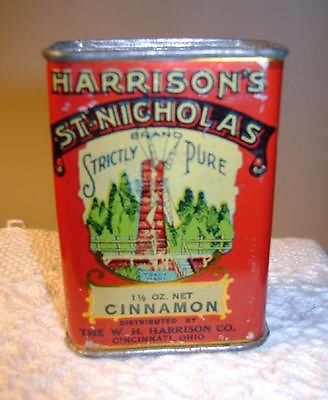 HARRISON'S
ST. NICHOLAS
BRAND
STRICTLY PURE
TRADE
MARK
1½ OZ. NET
CINNAMON
DISTRIBUTED BY
THE W. H. HARRISON CO.
CINCINNATI, OHIO